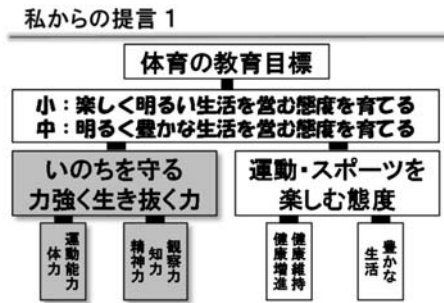 私からの提言 1
体育の教育目標
小：楽しく明るい生活を営む態度を育てる
中：明るく豊かな生活を営む態度を育てる
いのちを守る
力強く生き抜く力
運動・スポーツを
楽しむ態度
運動能力
体力
観察力
知力
精神力
健康維持
健康増進
豊かな
生活